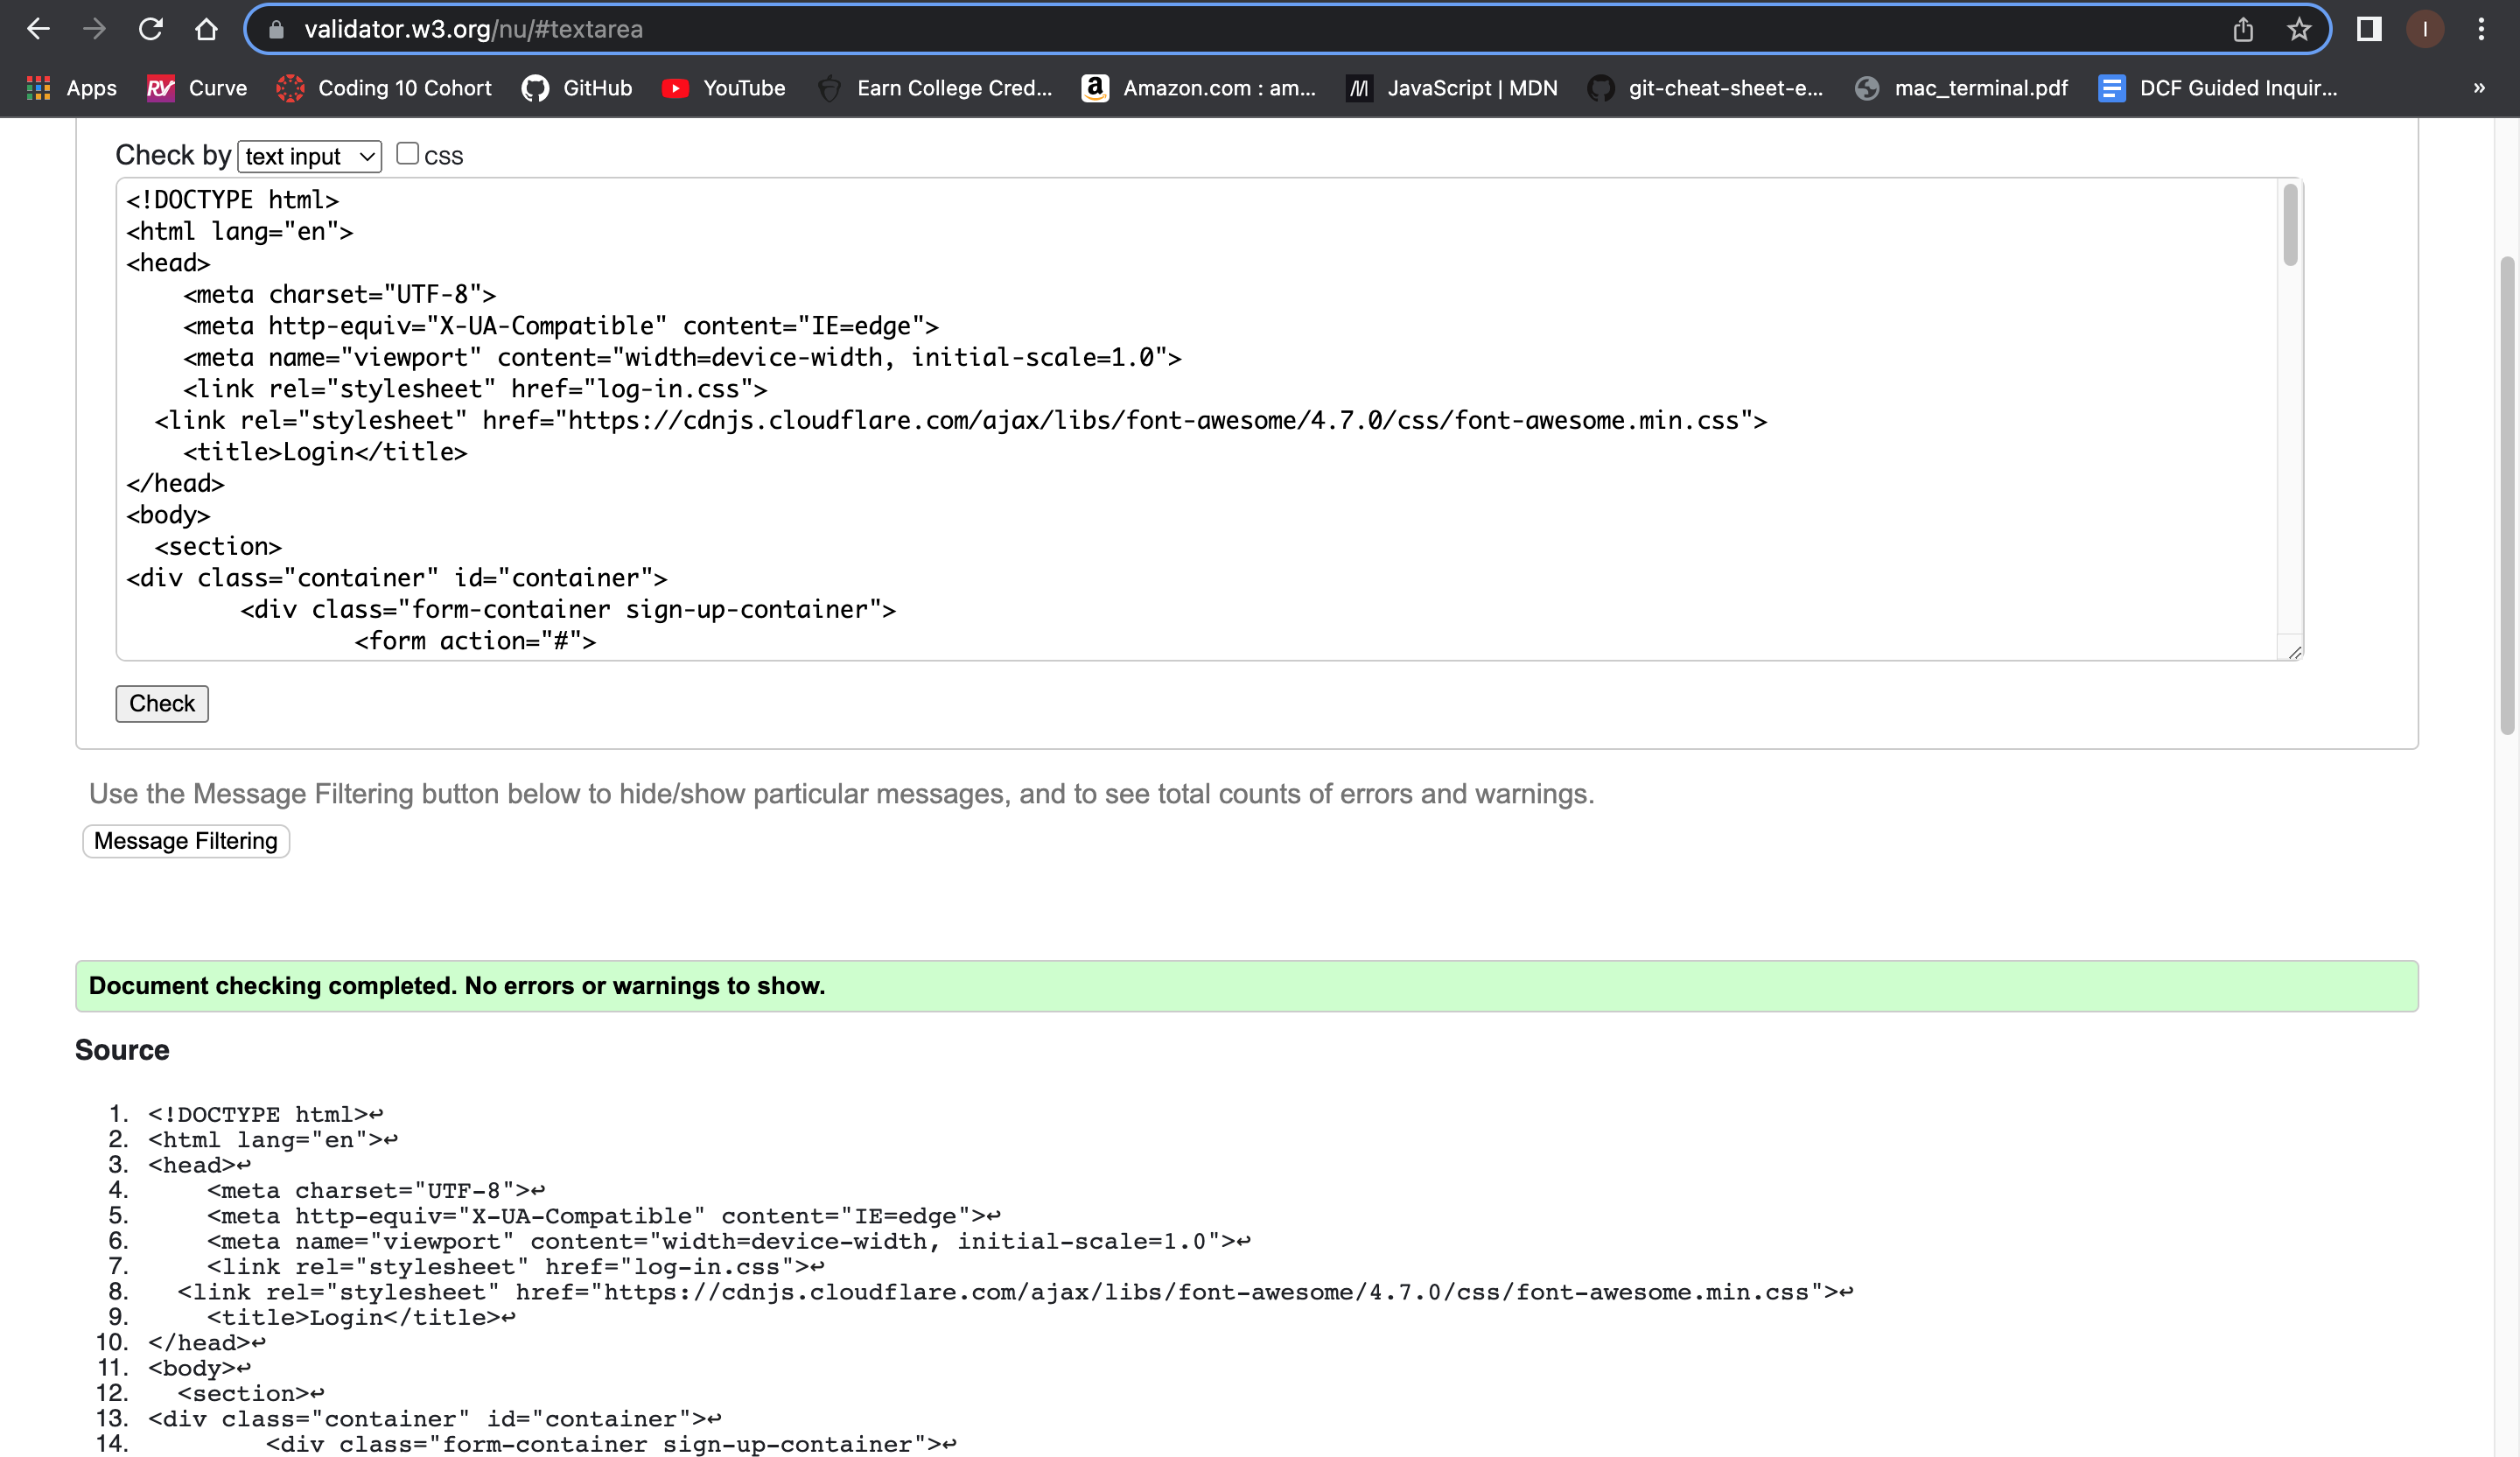 validator.w3.org/nu/#textarea
I
Apps RV Curve Coding 10 Cohort GitHub YouTube Earn College Cred... a Amazon.com : am... JavaScript | MDN git-cheat-sheet-e... mac_terminal.pdf DCF Guided Inquir... »
Check by text input css
<!DOCTYPE html>
<html lang="en">
<head>
    <meta charset="UTF-8">
    <meta http-equiv="X-UA-Compatible" content="IE=edge">
    <meta name="viewport" content="width=device-width, initial-scale=1.0">
    <link rel="stylesheet" href="log-in.css">
  <link rel="stylesheet" href="https://cdnjs.cloudflare.com/ajax/libs/font-awesome/4.7.0/css/font-awesome.min.css">
    <title>Login</title>
</head>
<body>
  <section>
<div class="container" id="container">
        <div class="form-container sign-up-container">
                <form action="#">
Check
Use the Message Filtering button below to hide/show particular messages, and to see total counts of errors and warnings.
Message Filtering
Document checking completed. No errors or warnings to show.
Source
1. <!DOCTYPE html>↩
2. <html lang="en">↩
3. <head>↩
4.     <meta charset="UTF-8">↩
5.     <meta http-equiv="X-UA-Compatible" content="IE=edge">↩
6.     <meta name="viewport" content="width=device-width, initial-scale=1.0">↩
7.     <link rel="stylesheet" href="log-in.css">↩
8.   <link rel="stylesheet" href="https://cdnjs.cloudflare.com/ajax/libs/font-awesome/4.7.0/css/font-awesome.min.css">↩
9.     <title>Login</title>↩
10. </head>↩
11. <body>↩
12.   <section>↩
13. <div class="container" id="container">↩
14.         <div class="form-container sign-up-container">↩